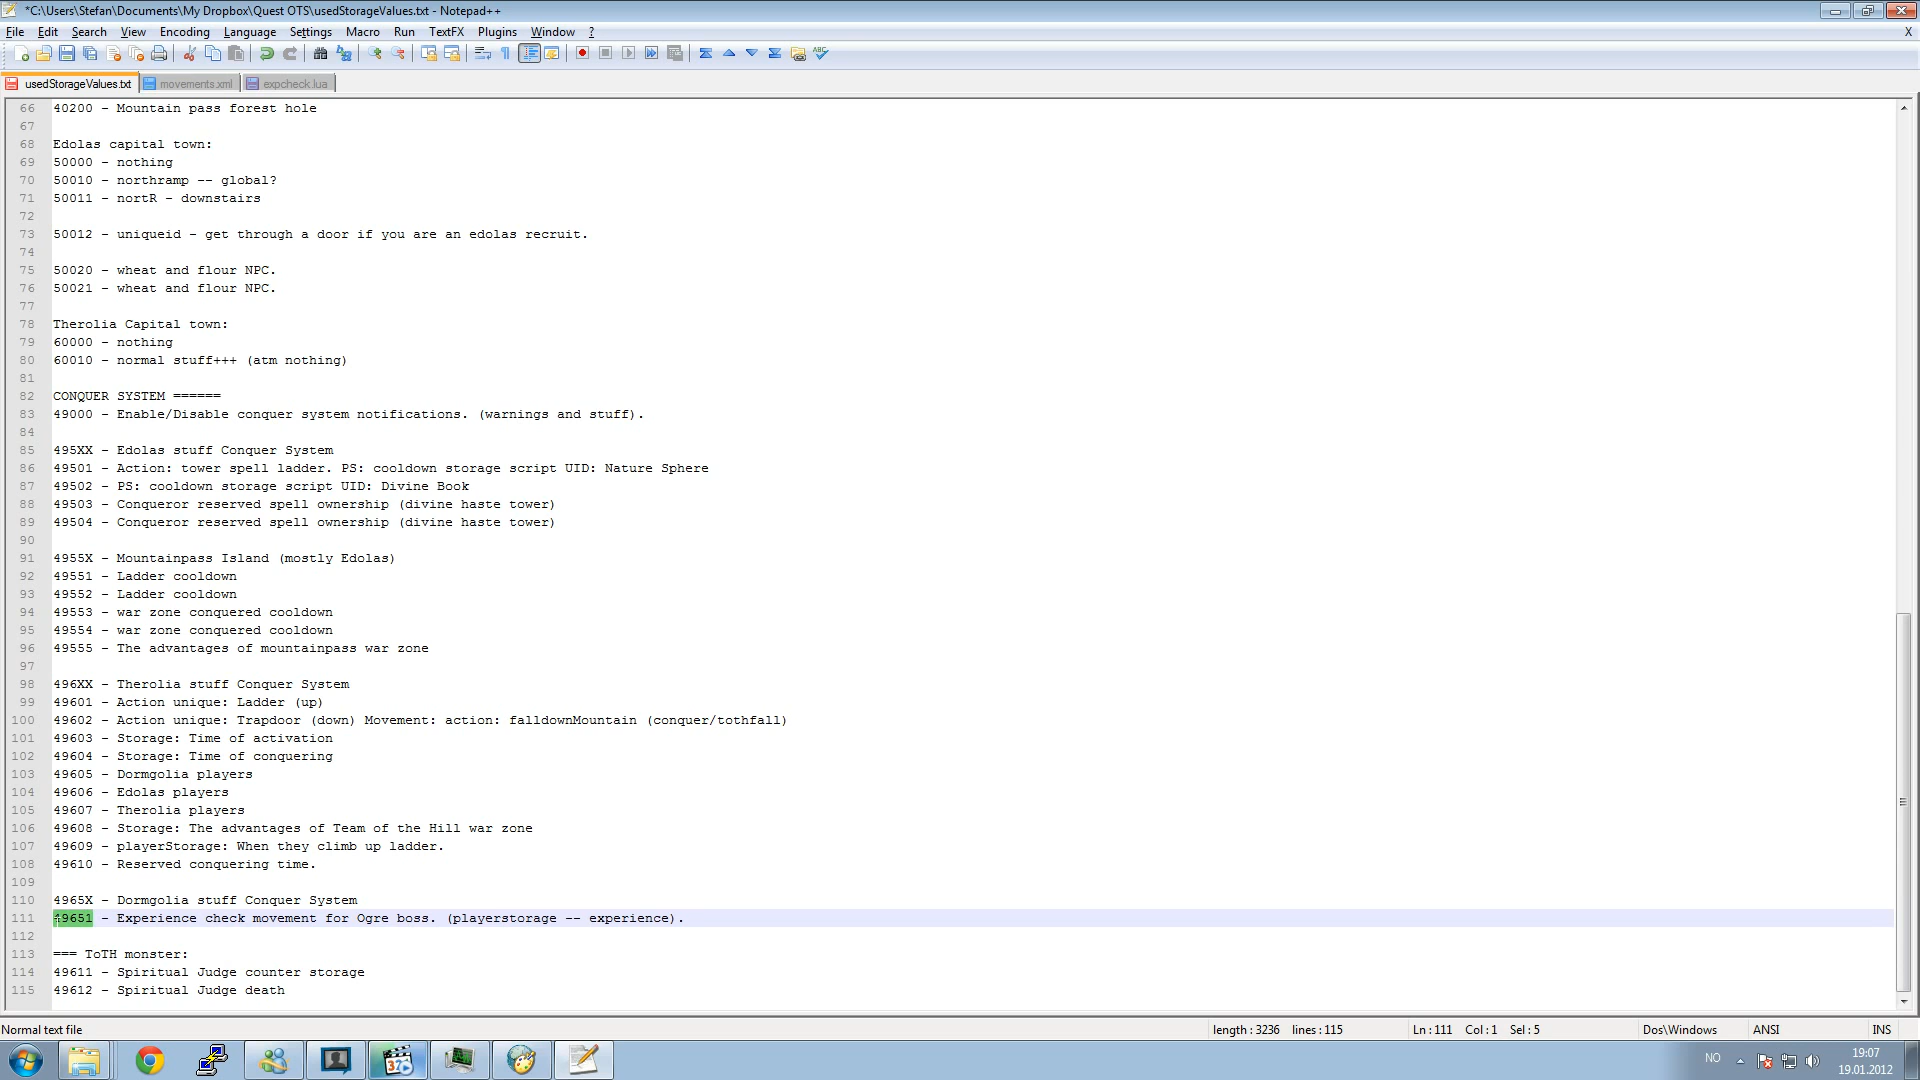 *C:\Users\Stefan\Documents\My Dropbox\Quest OTS\usedStorageValues.txt - Notepad++
File Edit Search View Encoding Language Settings Macro Run TextFX Plugins Window ? X
usedStorageValues.txt movements.xml expcheck.lua
66 40200 - Mountain pass forest hole
67
68 Edolas capital town:
69 50000 - nothing
70 50010 - northramp -- global?
71 50011 - nortR - downstairs
72
73 50012 - uniqueid - get through a door if you are an edolas recruit.
74
75 50020 - wheat and flour NPC.
76 50021 - wheat and flour NPC.
77
78 Therolia Capital town:
79 60000 - nothing
80 60010 - normal stuff+++ (atm nothing)
81
82 CONQUER SYSTEM ======
83 49000 - Enable/Disable conquer system notifications. (warnings and stuff).
84
85 495XX - Edolas stuff Conquer System
86 49501 - Action: tower spell ladder. PS: cooldown storage script UID: Nature Sphere
87 49502 - PS: cooldown storage script UID: Divine Book
88 49503 - Conqueror reserved spell ownership (divine haste tower)
89 49504 - Conqueror reserved spell ownership (divine haste tower)
90
91 4955X - Mountainpass Island (mostly Edolas)
92 49551 - Ladder cooldown
93 49552 - Ladder cooldown
94 49553 - war zone conquered cooldown
95 49554 - war zone conquered cooldown
96 49555 - The advantages of mountainpass war zone
97
98 496XX - Therolia stuff Conquer System
99 49601 - Action unique: Ladder (up)
100 49602 - Action unique: Trapdoor (down) Movement: action: falldownMountain (conquer/tothfall)
101 49603 - Storage: Time of activation
102 49604 - Storage: Time of conquering
103 49605 - Dormgolia players
104 49606 - Edolas players
105 49607 - Therolia players
106 49608 - Storage: The advantages of Team of the Hill war zone
107 49609 - playerStorage: When they climb up ladder.
108 49610 - Reserved conquering time.
109
110 4965X - Dormgolia stuff Conquer System
111 49651 - Experience check movement for Ogre boss. (playerstorage -- experience).
112
113 === ToTH monster:
114 49611 - Spiritual Judge counter storage
115 49612 - Spiritual Judge death
Normal text file length : 3236 lines : 115 Ln : 111 Col : 1 Sel : 5 Dos\Windows ANSI INS
NO 19:07
19.01.2012